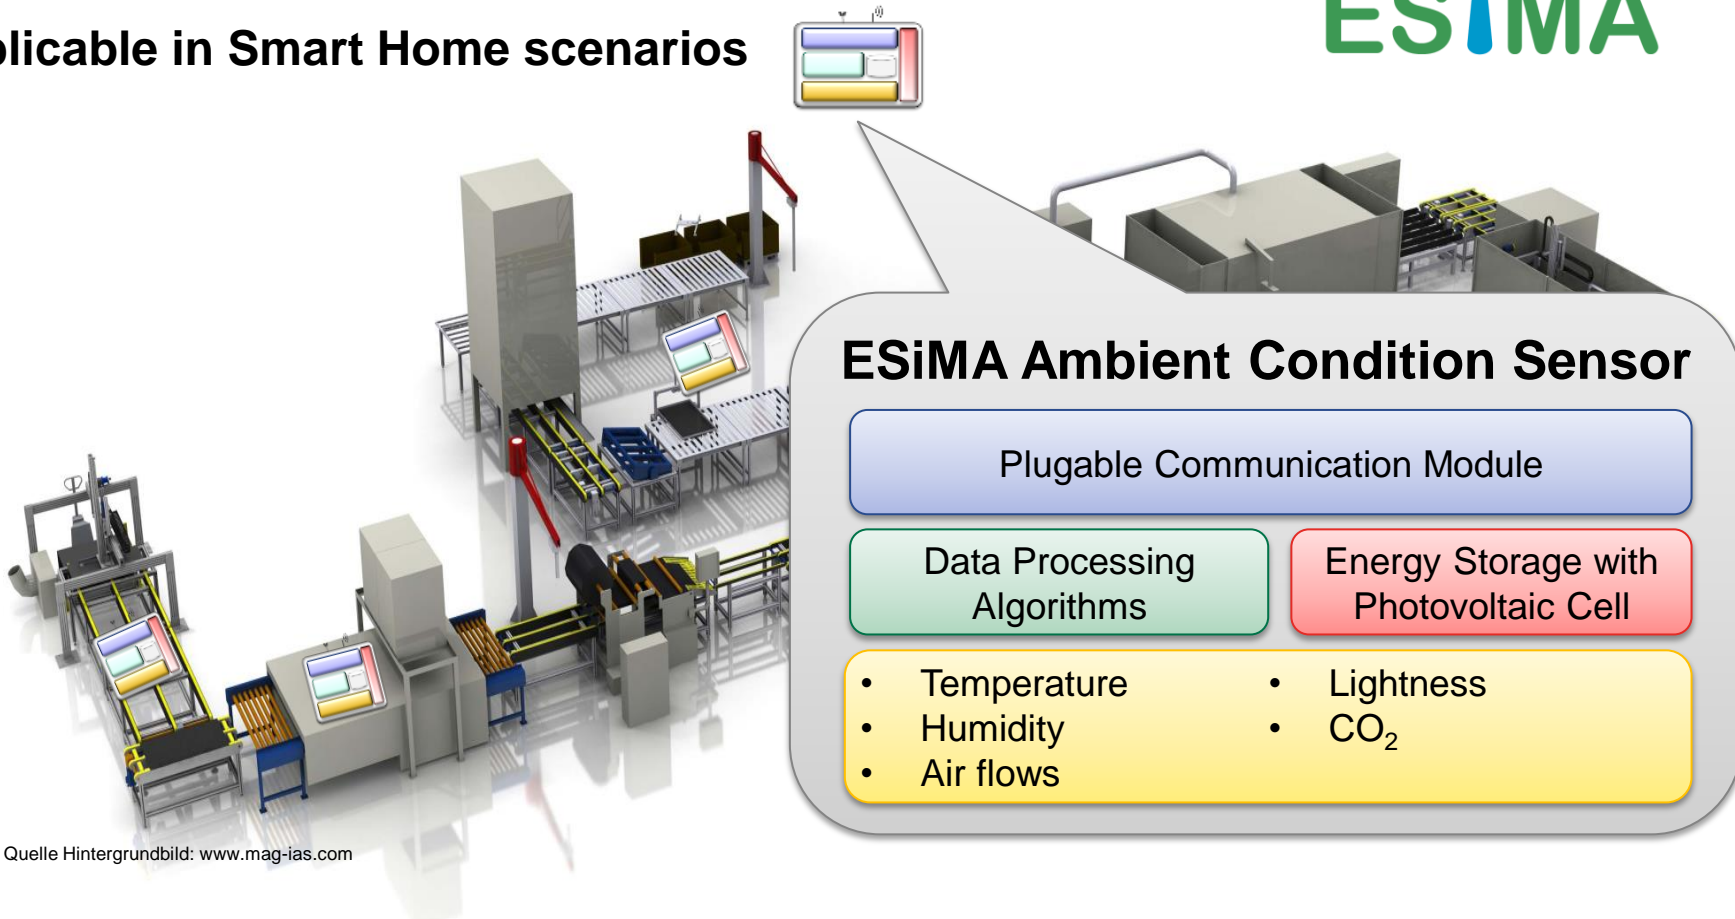 plicable in Smart Home scenarios
ESiMA
ESiMA Ambient Condition Sensor
Plugable Communication Module
Data Processing
Algorithms
Energy Storage with
Photovoltaic Cell
• Temperature
• Humidity
• Air flows
• Lightness
• CO₂
Quelle Hintergrundbild: www.mag-ias.com